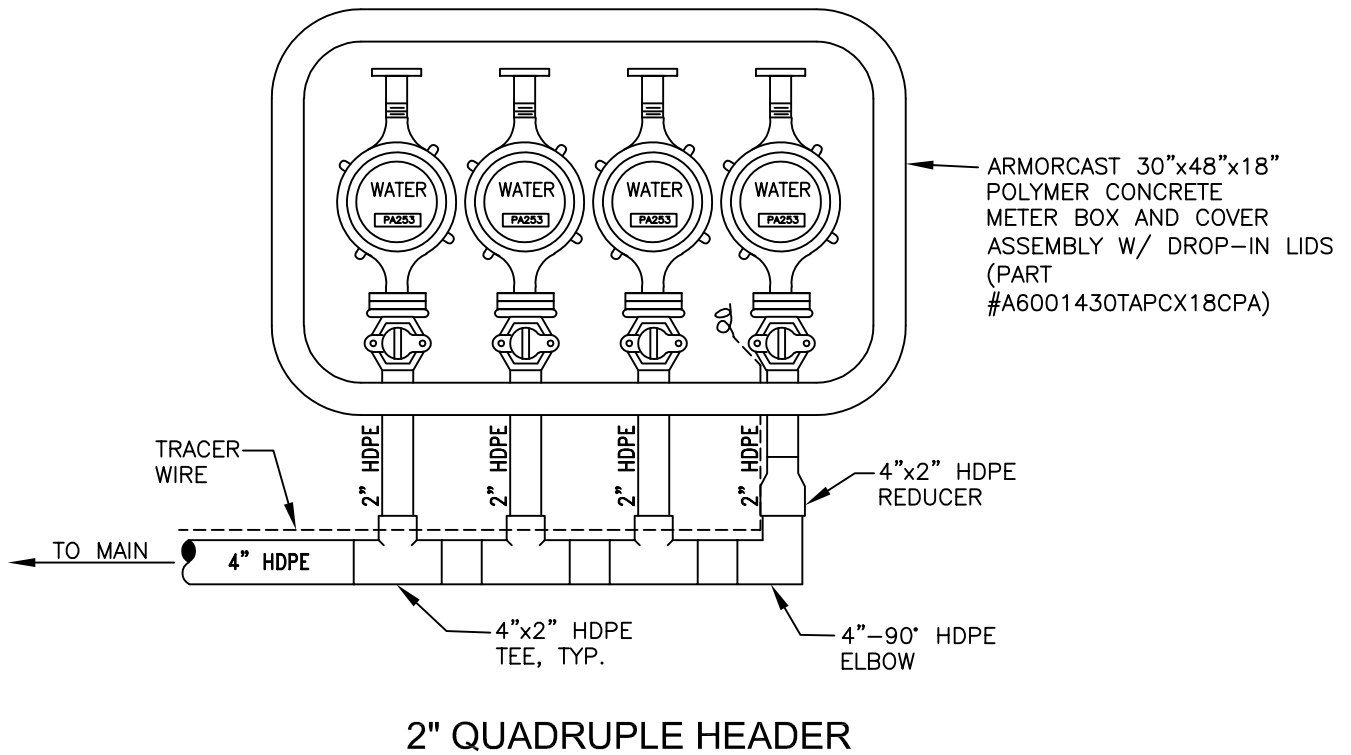 WATER WATER WATER WATER
PA253 PA253 PA253 PA253
ARMORCAST 30”x48”x18”
POLYMER CONCRETE
METER BOX AND COVER
ASSEMBLY W/ DROP-IN LIDS
(PART
#A6001430TAPCX18CPA)
2” HDPE
2” HDPE
2” HDPE
2” HDPE
TRACER
WIRE
4”x2” HDPE
REDUCER
TO MAIN
4” HDPE
4”x2” HDPE
TEE, TYP.
4”-90° HDPE
ELBOW
2" QUADRUPLE HEADER